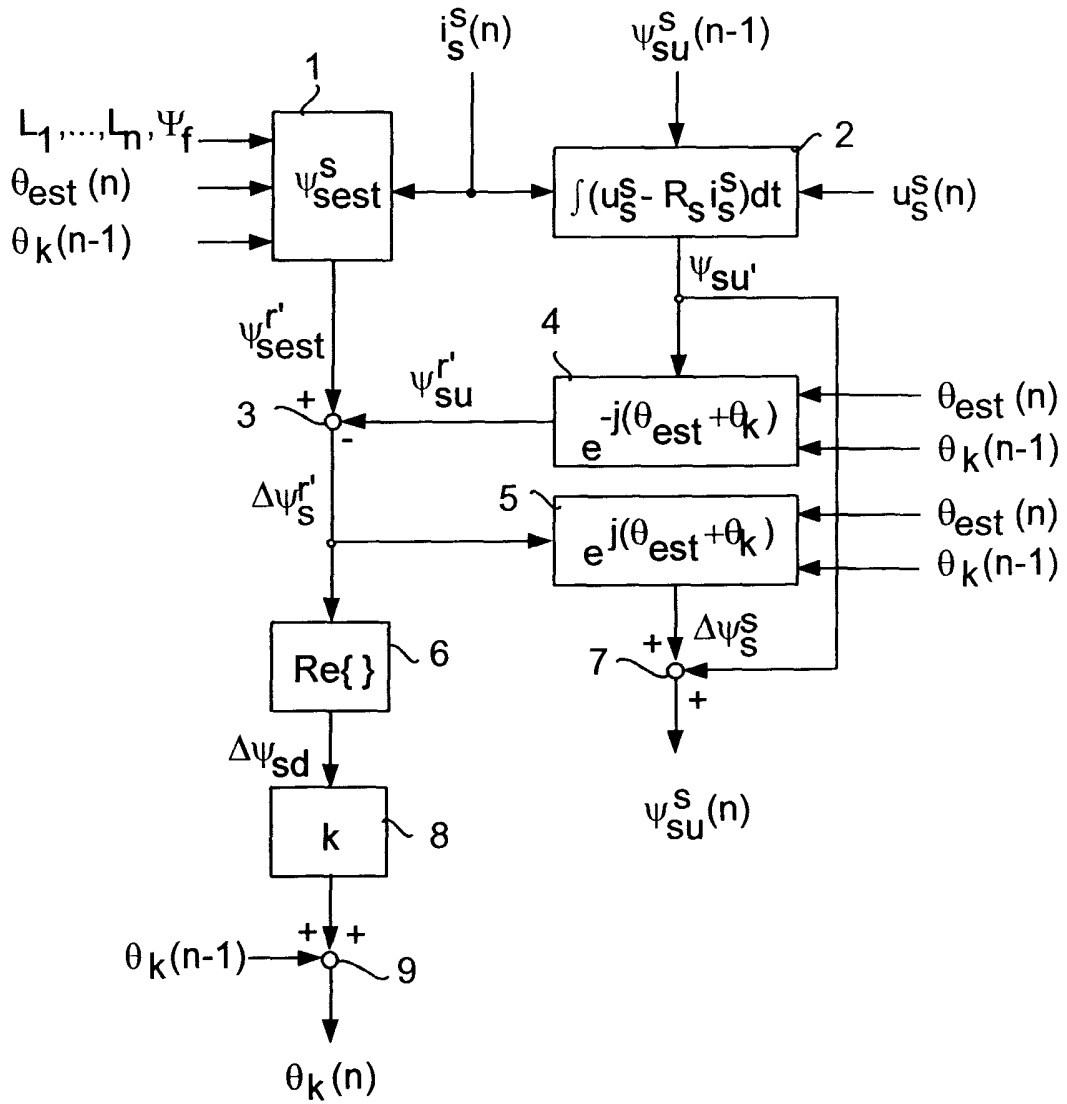 i_s^s(n)
ψ_su^s(n-1)
1
L_1,...,L_n,Ψ_f
θ_est(n)
θ_k(n-1)
ψ_sest^s
2
∫(u_s^s- R_s i_s^s)dt
u_s^s(n)
ψ_su'
ψ_sest^r'
4
ψ_su^r'
e^-j(θ_est+θ_k)
θ_est(n)
θ_k(n-1)
3
+
-
Δψ_s^r'
5
e^j(θ_est+θ_k)
θ_est(n)
θ_k(n-1)
Re{ }
6
Δψ_s^s
+
7
+
Δψ_sd
ψ_su^s(n)
k
8
+ +
θ_k(n-1)
9
θ_k(n)